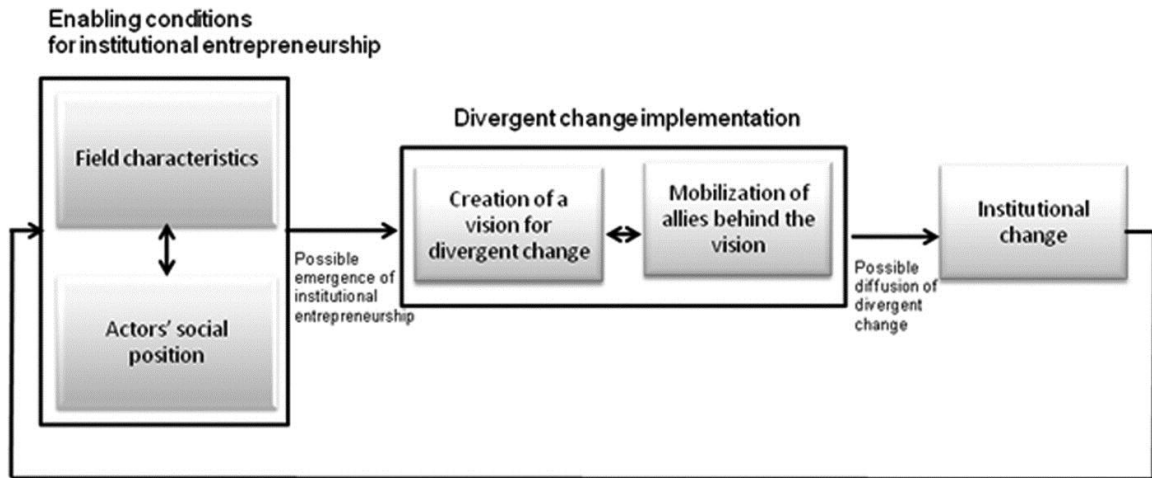 Enabling conditions
for institutional entrepreneurship
Field characteristics
Actors' social
position
Possible
emergence of
institutional
entrepreneurship
Divergent change implementation
Creation of a
vision for
divergent change
Mobilization of
allies behind the
vision
Possible
diffusion of
divergent
change
Institutional
change